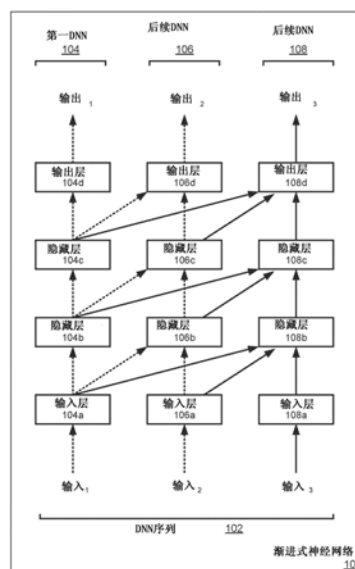 第一DNN 后续DNN 后续DNN
104 106 108
输出 1 输出 2 输出 3
输出层 输出层 输出层
104d 106d 108d
隐藏层 隐藏层 隐藏层
104c 106c 108c
隐藏层 隐藏层 隐藏层
104b 106b 108b
输入层 输入层 输入层
104a 106a 108a
输入1 输入2 输入3
DNN序列 102
渐进式神经网络